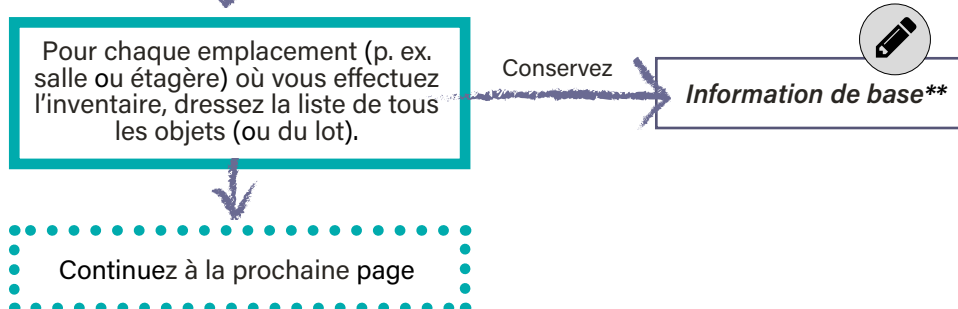 Pour chaque emplacement (p. ex.
salle ou étagère) où vous effectuez
l’inventaire, dressez la liste de tous
les objets (ou du lot).
Conservez
Information de base**
Continuez à la prochaine page